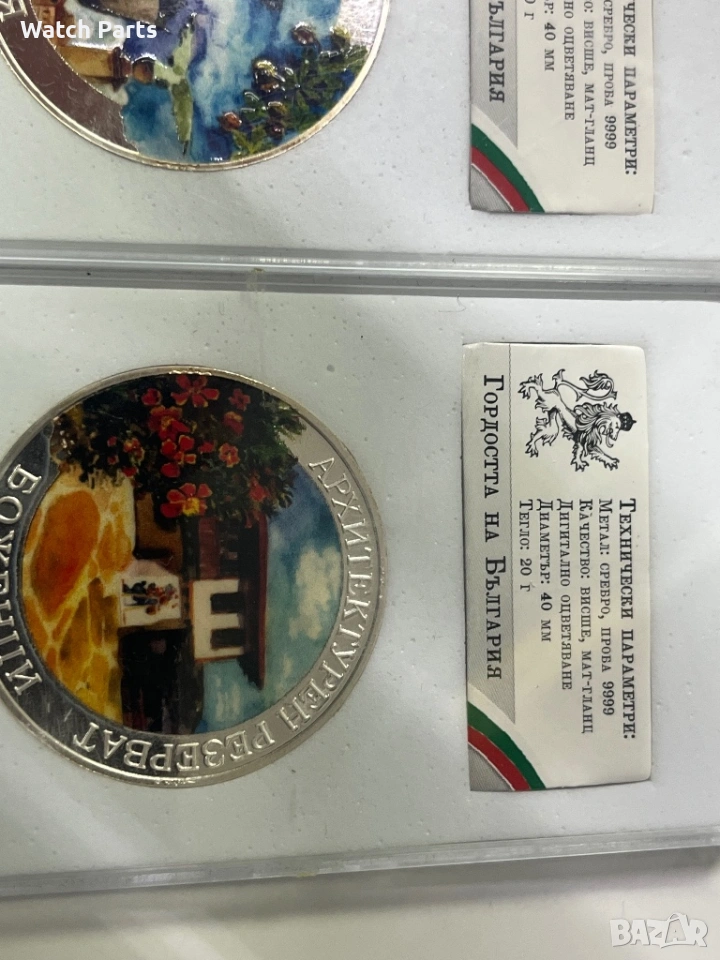 Watch Parts
ЧЕСКИ ПАРАМЕТРИ:
СРЕБРО, ПРОБА 9999
О: ВИСШЕ, МАТ-ГЛАНЦ
НО ОЦВЕТЯВАНЕ
Р: 40 ММ
0 Г
ЪЛГАРИЯ
АРХИТЕКТУРЕН РЕЗЕРВАТ
БОЖЕНЦИ
ТЕХНИЧЕСКИ ПАРАМЕТРИ:
МЕТАЛ: СРЕБРО, ПРОБА 9999
КАЧЕСТВО: ВИСШЕ, МАТ-ГЛАНЦ
ДИГИТАЛНО ОЦВЕТЯВАНЕ
ДИАМЕТЪР: 40 ММ
ТЕГЛО: 20 Г
ГОРДОСТТА НА БЪЛГАРИЯ
BAZAR